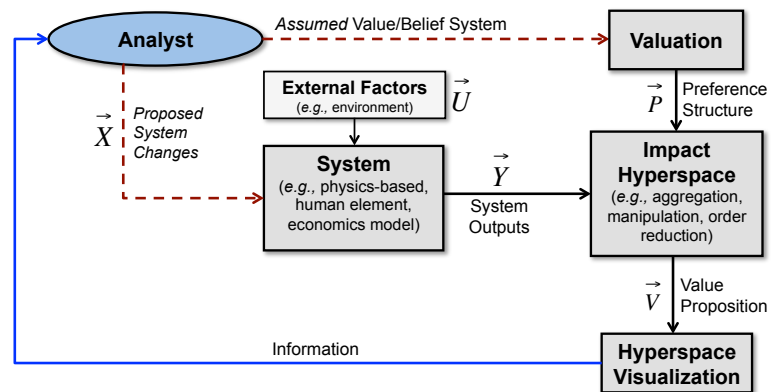 Analyst
Assumed Value/Belief System
Valuation
External Factors
(e.g., environment)
U
P
Preference
Structure
X
Proposed
System
Changes
System
(e.g., physics-based,
human element,
economics model)
Y
System
Outputs
Impact
Hyperspace
(e.g., aggregation,
manipulation, order
reduction)
V
Value
Proposition
Information
Hyperspace
Visualization